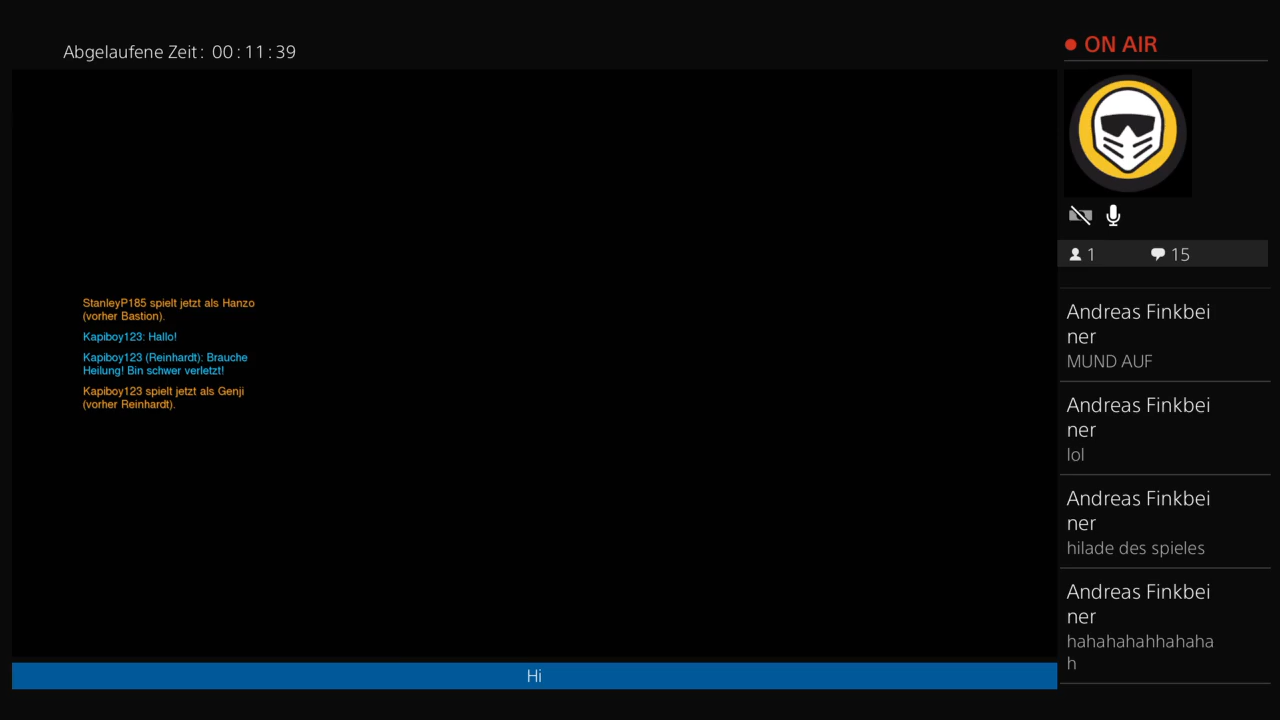 Abgelaufene Zeit: 00:11:39
ON AIR
1
15
StanleyP185 spielt jetzt als Hanzo
(vorher Bastion).
Kapiboy123: Hallo!
Kapiboy123 (Reinhardt): Brauche
Heilung! Bin schwer verletzt!
Kapiboy123 spielt jetzt als Genji
(vorher Reinhardt).
Andreas Finkbei
ner
MUND AUF
Andreas Finkbei
ner
lol
Andreas Finkbei
ner
hilade des spieles
Andreas Finkbei
ner
hahahahahhahaha
h
Hi